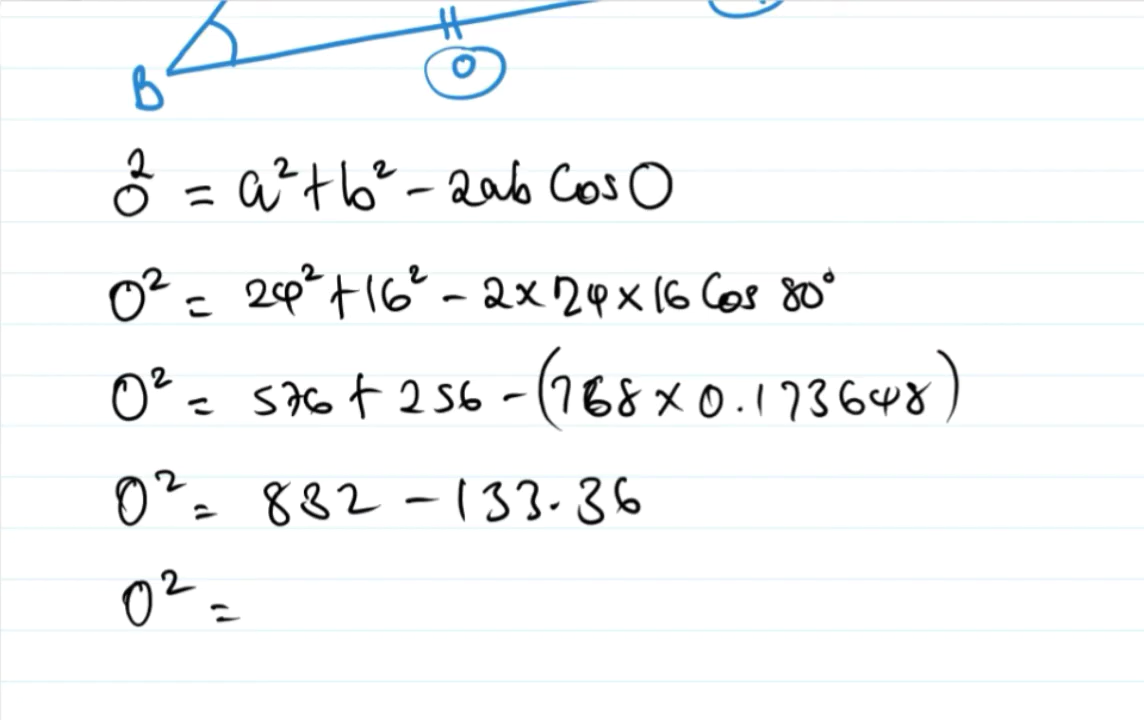 B
O
o² = a² + b² - 2ab Cos O
O² = 24² + 16² - 2 × 24 × 16 Cos 80°
O² = 576 + 256 - (768 × 0.173648)
O² = 832 - 133.36
O² =